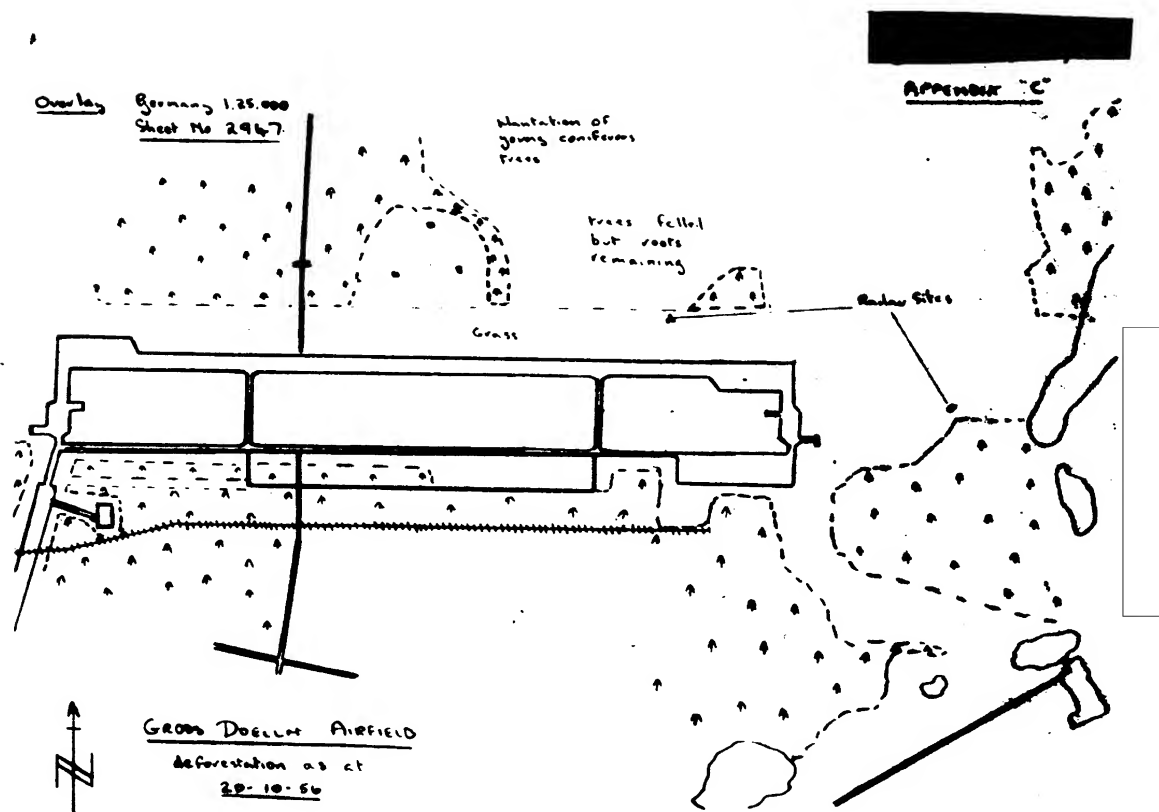 APPENDIX "C"
Overlay Germany 1:25,000
Sheet No 2947
Plantation of
young coniferous
trees
trees felled
but roots
remaining
Radar Sites
Grass
GROSS DOELLN AIRFIELD
deforestation as at
20-10-56
N